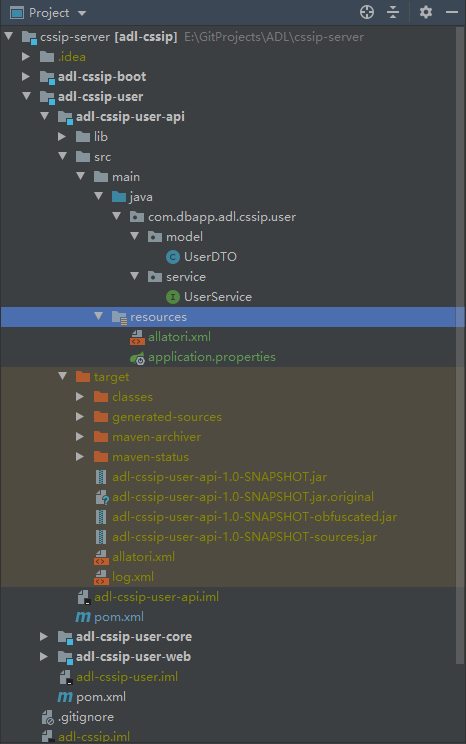 Project
cssip-server [adl-cssip] E:\GitProjects\ADL\cssip-server
.idea
adl-cssip-boot
adl-cssip-user
adl-cssip-user-api
lib
src
main
java
com.dbapp.adl.cssip.user
model
UserDTO
service
UserService
resources
allatori.xml
application.properties
target
classes
generated-sources
maven-archiver
maven-status
adl-cssip-user-api-1.0-SNAPSHOT.jar
adl-cssip-user-api-1.0-SNAPSHOT.jar.original
adl-cssip-user-api-1.0-SNAPSHOT-obfuscated.jar
adl-cssip-user-api-1.0-SNAPSHOT-sources.jar
allatori.xml
log.xml
adl-cssip-user-api.iml
pom.xml
adl-cssip-user-core
adl-cssip-user-web
adl-cssip-user.iml
pom.xml
.gitignore
adl-cssip.iml